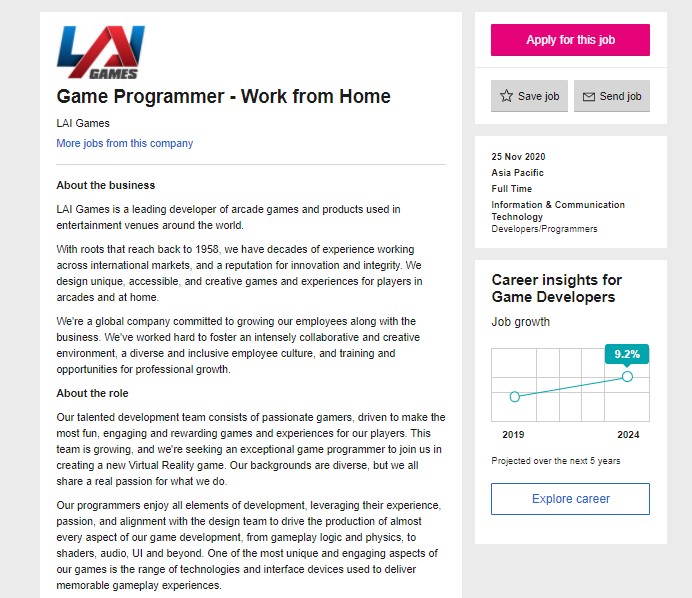 LAI
GAMES
Game Programmer - Work from Home
LAI Games
More jobs from this company
About the business
LAI Games is a leading developer of arcade games and products used in
entertainment venues around the world.
With roots that reach back to 1958, we have decades of experience working
across international markets, and a reputation for innovation and integrity. We
design unique, accessible, and creative games and experiences for players in
arcades and at home.
We're a global company committed to growing our employees along with the
business. We've worked hard to foster an intensely collaborative and creative
environment, a diverse and inclusive employee culture, and training and
opportunities for professional growth.
About the role
Our talented development team consists of passionate gamers, driven to make the
most fun, engaging and rewarding games and experiences for our players. This
team is growing, and we're seeking an exceptional game programmer to join us in
creating a new Virtual Reality game. Our backgrounds are diverse, but we all
share a real passion for what we do.
Our programmers enjoy all elements of development, leveraging their experience,
passion, and alignment with the design team to drive the production of almost
every aspect of our game development, from gameplay logic and physics, to
shaders, audio, UI and beyond. One of the most unique and engaging aspects of
our games is the range of technologies and interface devices used to deliver
memorable gameplay experiences.
Apply for this job
Save job
Send job
25 Nov 2020
Asia Pacific
Full Time
Information & Communication
Technology
Developers/Programmers
Career insights for
Game Developers
Job growth
9.2%
2019
2024
Projected over the next 5 years
Explore career